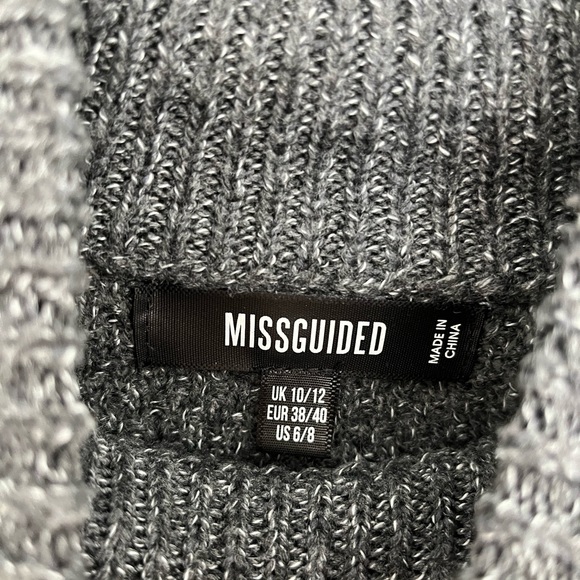 MISSGUIDED
MADE IN
CHINA
UK 10/12
EUR 38/40
US 6/8